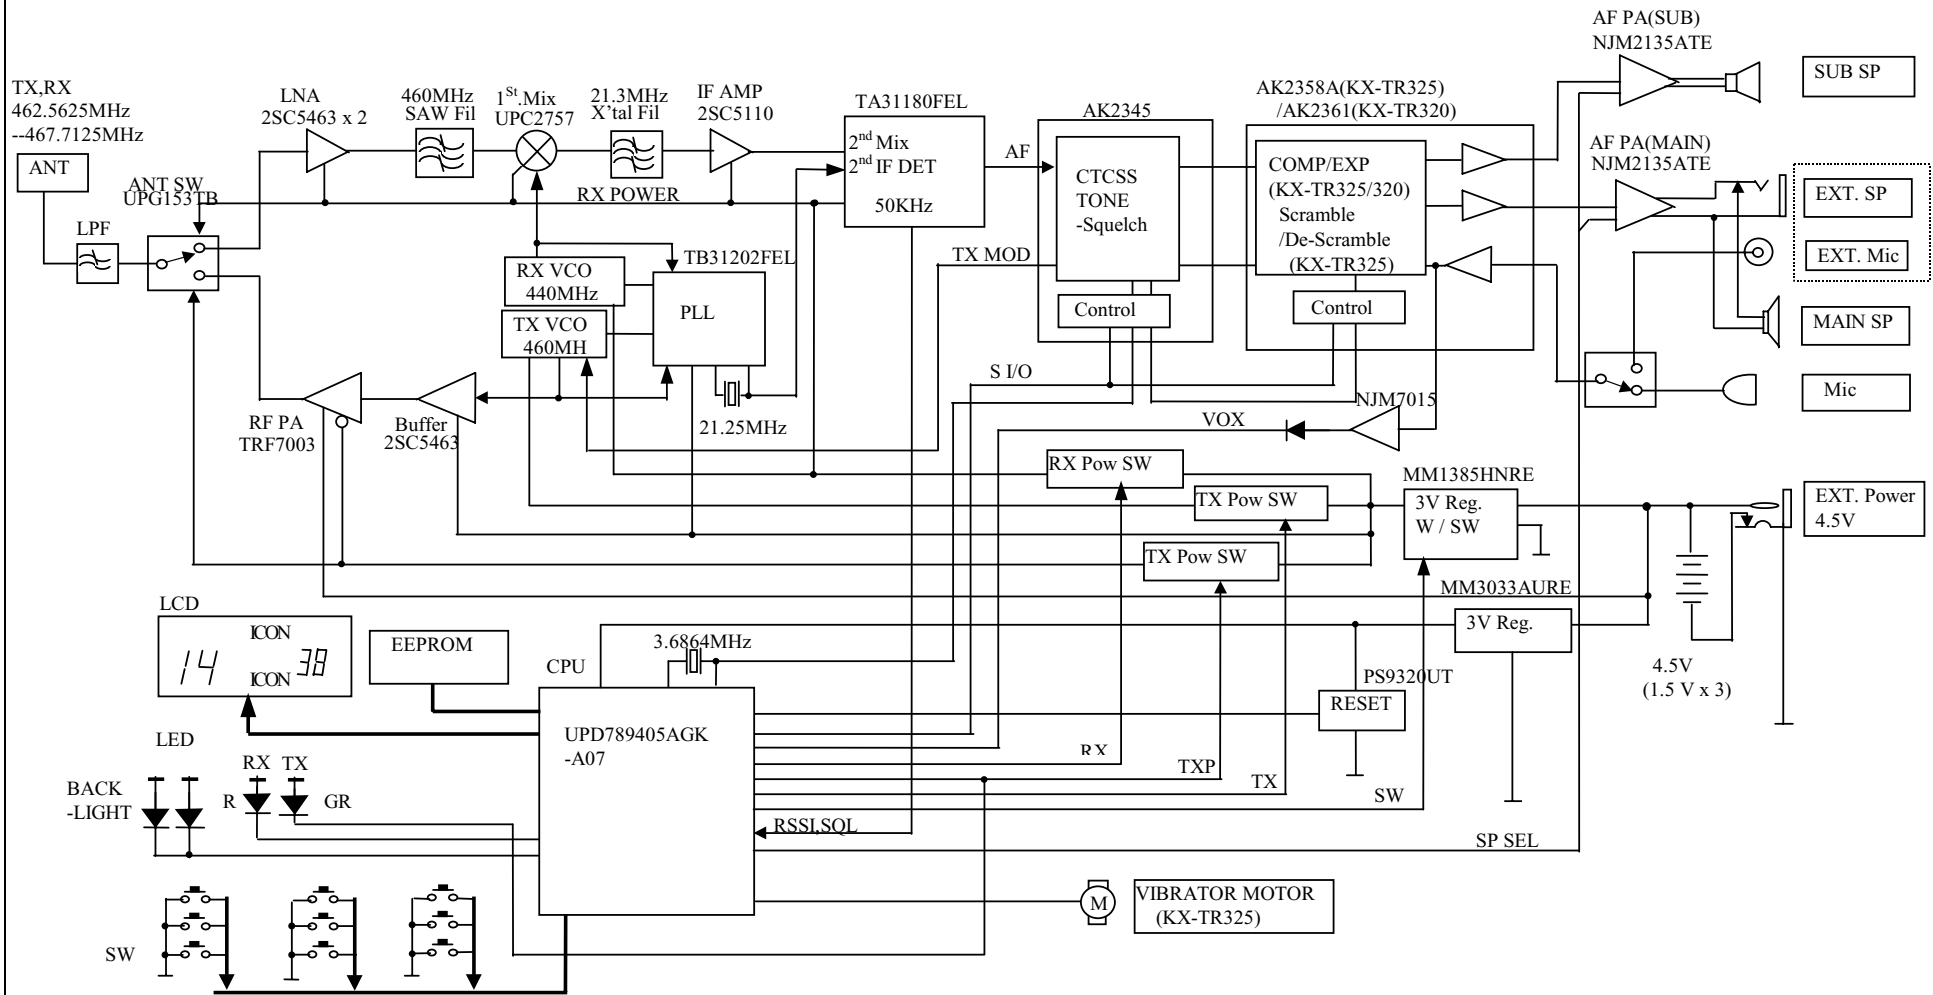 AF PA(SUB)
NJM2135ATE
SUB SP
TX,RX
462.5625MHz
--467.7125MHz
ANT
LNA
2SC5463 x 2
460MHz
SAW Fil
1St.Mix
UPC2757
21.3MHz
X'tal Fil
IF AMP
2SC5110
TA31180FEL
2nd Mix
2nd IF DET
50KHz
AF
AK2345
CTCSS
TONE
-Squelch
Control
AK2358A(KX-TR325)
/AK2361(KX-TR320)
COMP/EXP
(KX-TR325/320)
Scramble
/De-Scramble
(KX-TR325)
Control
AF PA(MAIN)
NJM2135ATE
EXT. SP
EXT. Mic
MAIN SP
Mic
ANT SW
UPG153TB
LPF
RX POWER
TX MOD
RX VCO
440MHz
TX VCO
460MH
TB31202FEL
PLL
21.25MHz
S I/O
VOX
NJM7015
RF PA
TRF7003
Buffer
2SC5463
RX Pow SW
TX Pow SW
TX Pow SW
MM1385HNRE
3V Reg.
W / SW
EXT. Power
4.5V
MM3033AURE
3V Reg.
4.5V
(1.5 V x 3)
LCD
ICON
14
38
ICON
EEPROM
CPU
3.6864MHz
PS9320UT
RESET
UPD789405AGK
-A07
RX
TXP
TX
SW
RSSI,SQL
SP SEL
LED
RX
TX
BACK
-LIGHT
R
GR
SW
M
VIBRATOR MOTOR
(KX-TR325)